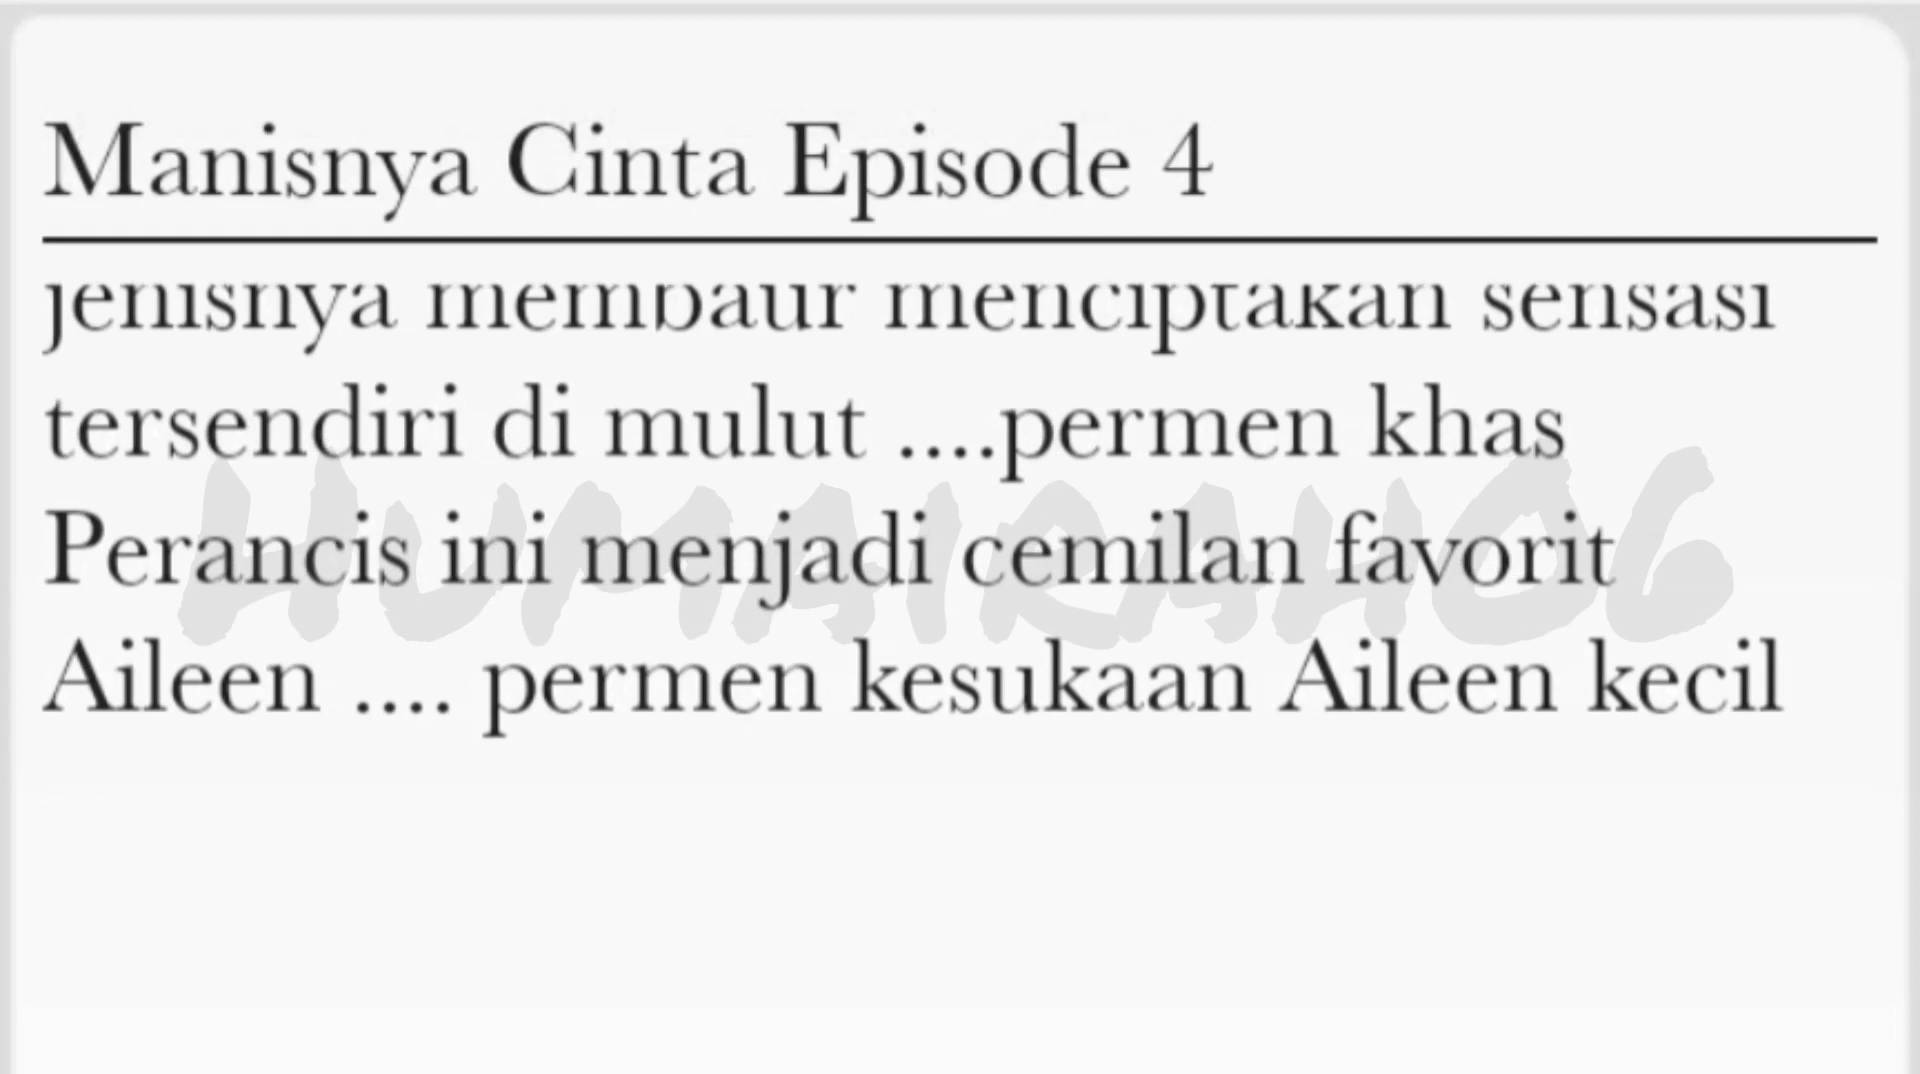 Manisnya Cinta Episode 4
jenisnya membaur menciptakan sensasi
tersendiri di mulut ....permen khas
Perancis ini menjadi cemilan favorit
Aileen .... permen kesukaan Aileen kecil
HUMAIRAH06